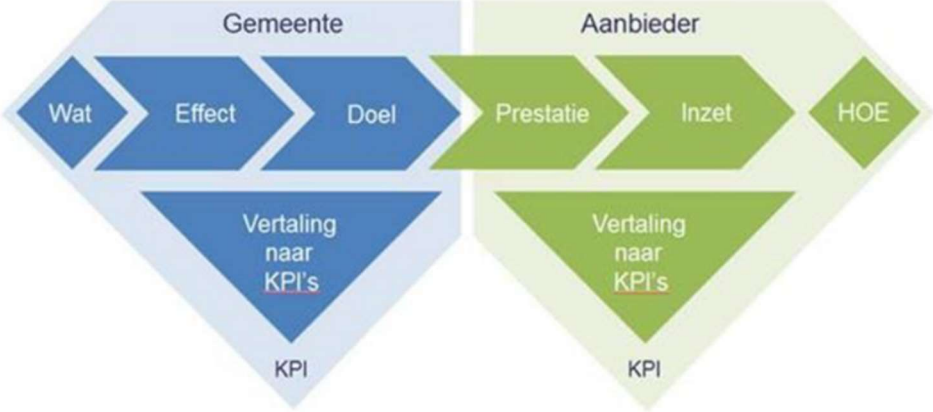 Gemeente
Aanbieder
Wat
Effect
Doel
Prestatie
Inzet
HOE
Vertaling
naar
KPI's
Vertaling
naar
KPI's
KPI
KPI